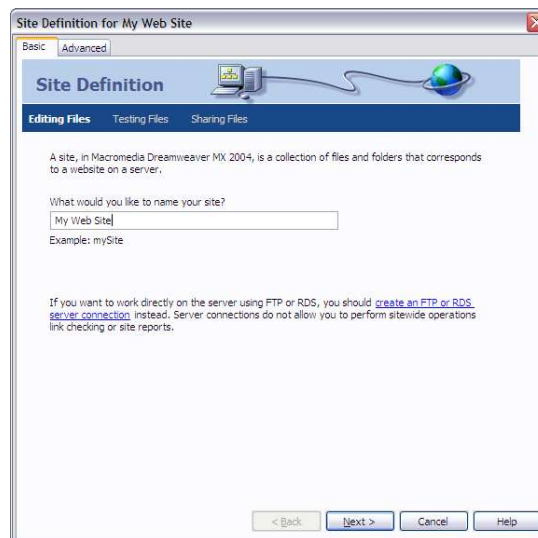 Site Definition for My Web Site
Basic
Advanced
Site Definition
Editing Files Testing Files Sharing Files
A site, in Macromedia Dreamweaver MX 2004, is a collection of files and folders that corresponds
to a website on a server.
What would you like to name your site?
My Web Site
Example: mySite
If you want to work directly on the server using FTP or RDS, you should create an FTP or RDS
server connection instead. Server connections do not allow you to perform sitewide operations
link checking or site reports.
< Back Next > Cancel Help